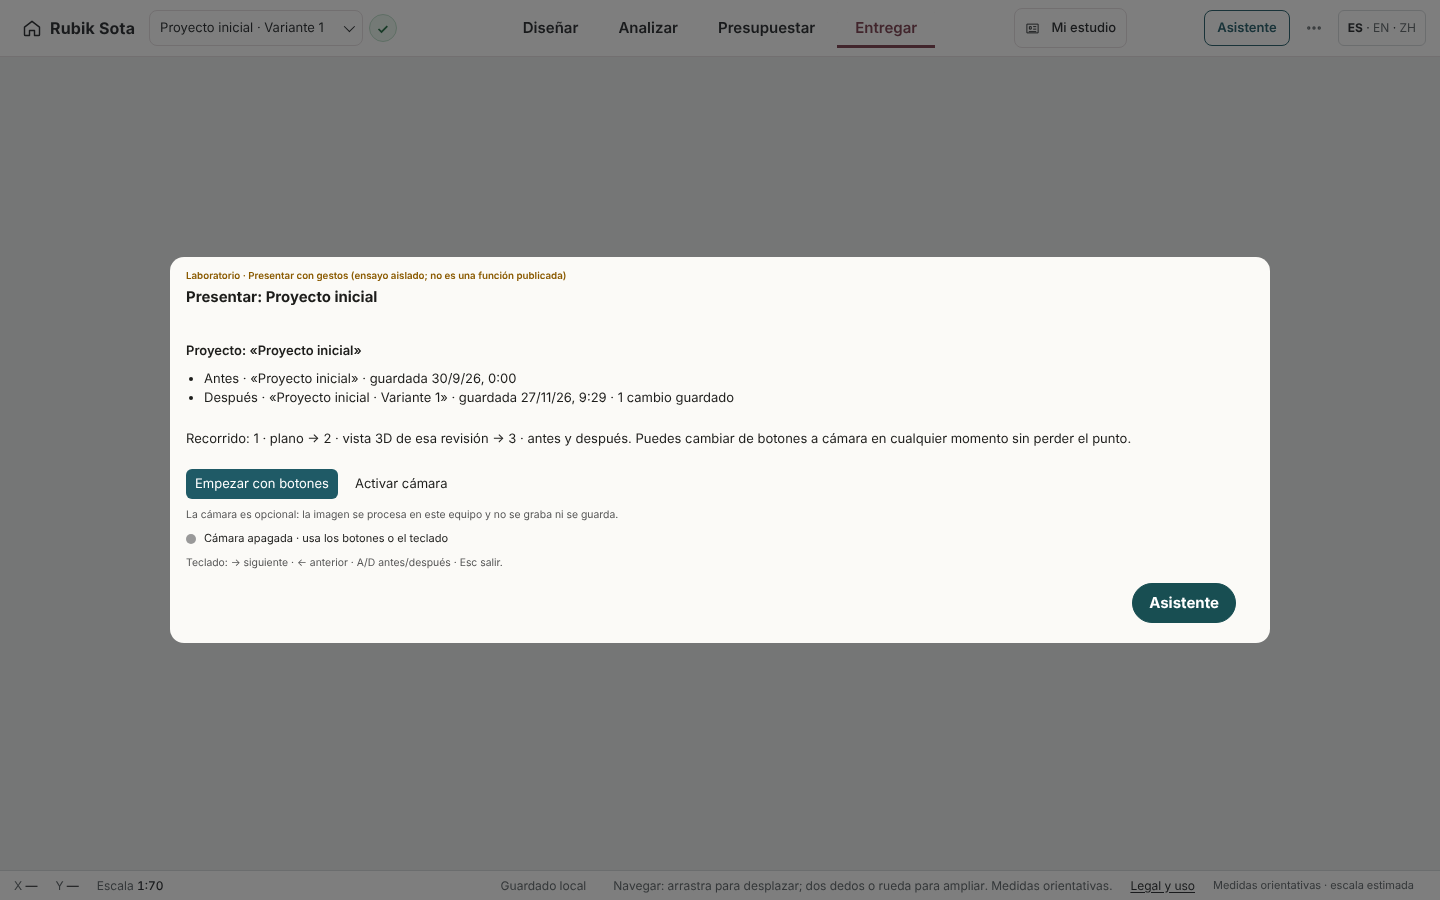 Rubik Sota
Proyecto inicial · Variante 1
Diseñar
Analizar
Presupuestar
Entregar
Mi estudio
Asistente
ES · EN · ZH
Laboratorio · Presentar con gestos (ensayo aislado; no es una función publicada)
Presentar: Proyecto inicial
Proyecto: «Proyecto inicial»
• Antes · «Proyecto inicial» · guardada 30/9/26, 0:00
• Después · «Proyecto inicial · Variante 1» · guardada 27/11/26, 9:29 · 1 cambio guardado
Recorrido: 1 · plano → 2 · vista 3D de esa revisión → 3 · antes y después. Puedes cambiar de botones a cámara en cualquier momento sin perder el punto.
Empezar con botones
Activar cámara
La cámara es opcional: la imagen se procesa en este equipo y no se graba ni se guarda.
Cámara apagada · usa los botones o el teclado
Teclado: → siguiente · ← anterior · A/D antes/después · Esc salir.
Asistente
X —
Y —
Escala 1:70
Guardado local
Navegar: arrastra para desplazar; dos dedos o rueda para ampliar. Medidas orientativas.
Legal y uso
Medidas orientativas · escala estimada